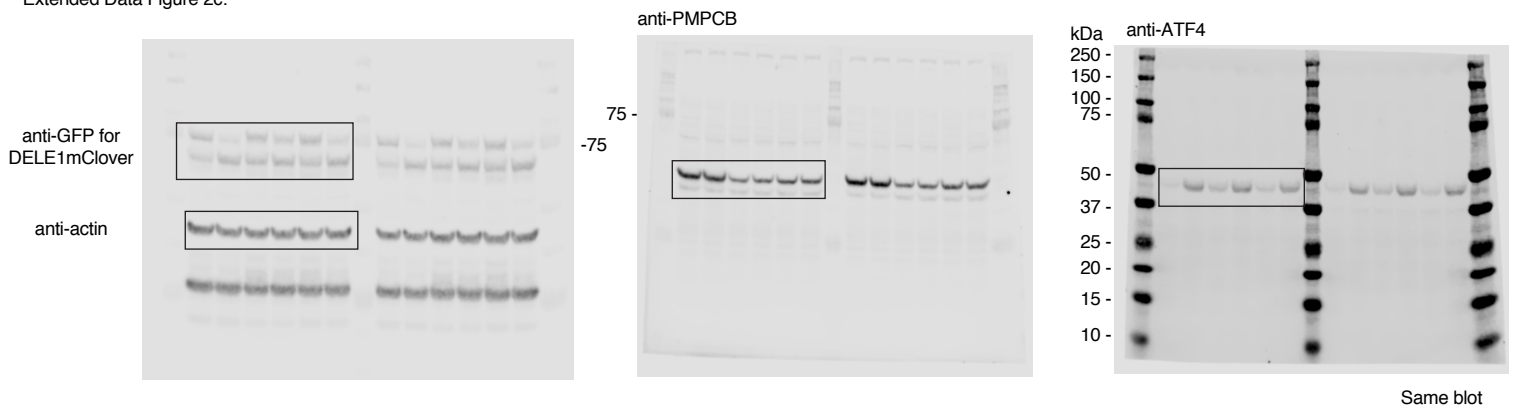 Extended Data Figure 2c.
anti-GFP for
DELE1mClover
anti-actin
-75
anti-PMPCB
75 -
kDa
anti-ATF4
250 -
150 -
100 -
75 -
50 -
37 -
25 -
20 -
15 -
10 -
Same blot